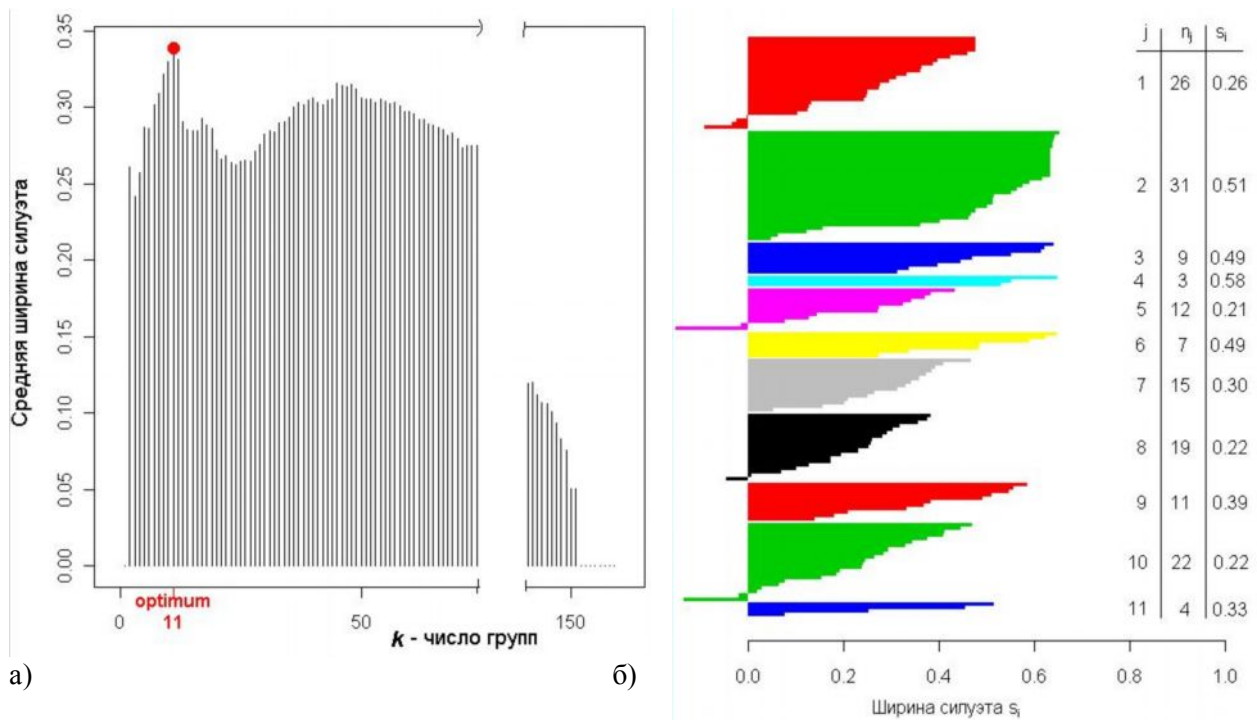 Средняя ширина силуэта
0.35
0.30
0.25
0.20
0.15
0.10
0.05
0.00
0
optimum
11
50
150
k - число групп
а)
j nj si
1 26 0.26
2 31 0.51
3 9 0.49
4 3 0.58
5 12 0.21
6 7 0.49
7 15 0.30
8 19 0.22
9 11 0.39
10 22 0.22
11 4 0.33
0.0 0.2 0.4 0.6 0.8 1.0
Ширина силуэта si
б)